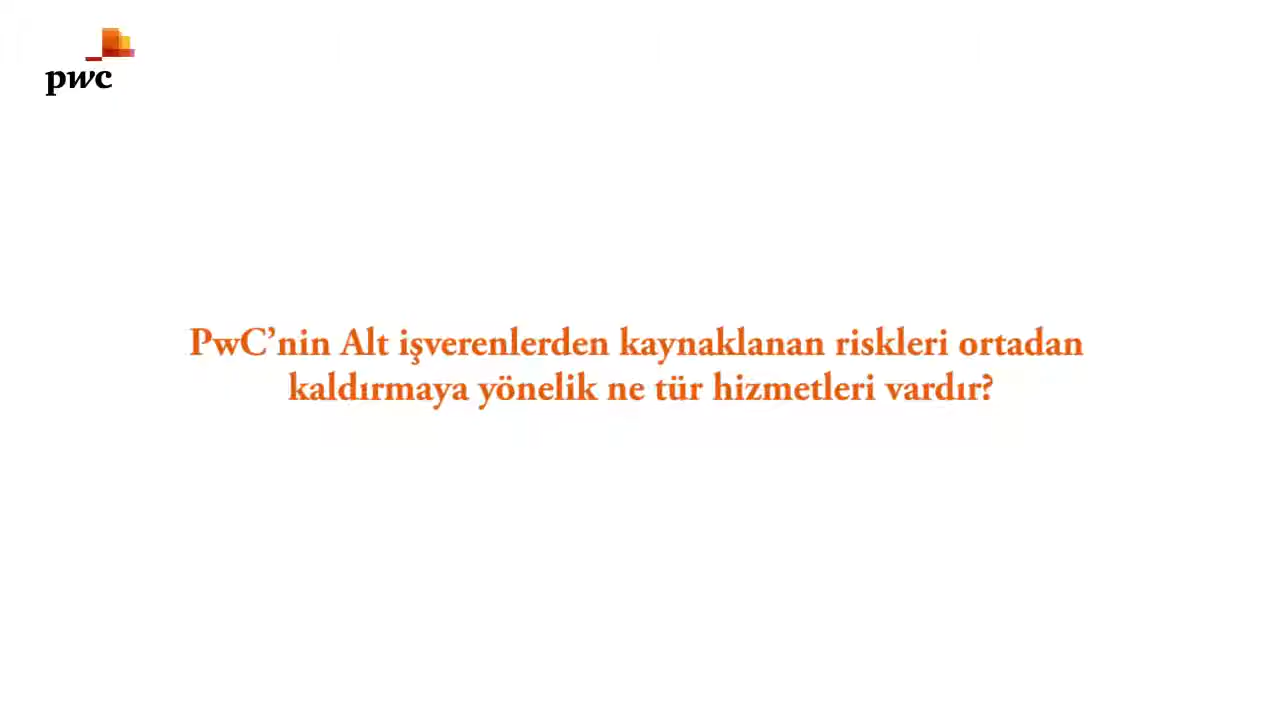 pwc
PwC’nin Alt işverenlerden kaynaklanan riskleri ortadan
kaldırmaya yönelik ne tür hizmetleri vardır?